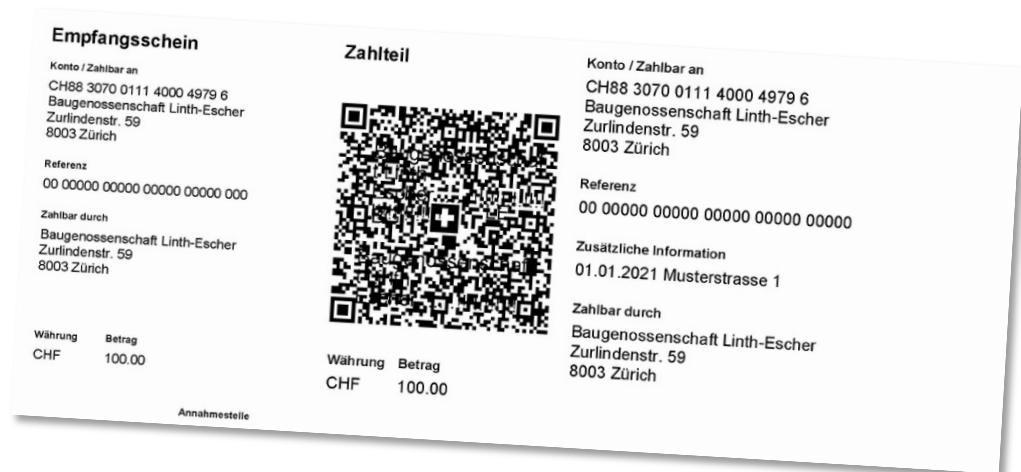 Empfangsschein
Konto / Zahlbar an
CH88 3070 0111 4000 4979 6
Baugenossenschaft Linth-Escher
Zurlindenstr. 59
8003 Zürich
Referenz
00 00000 00000 00000 00000 000
Zahlbar durch
Baugenossenschaft Linth-Escher
Zurlindenstr. 59
8003 Zürich
Währung Betrag
CHF 100.00
Annahmestelle
Zahlteil
Währung Betrag
CHF 100.00
Konto / Zahlbar an
CH88 3070 0111 4000 4979 6
Baugenossenschaft Linth-Escher
Zurlindenstr. 59
8003 Zürich
Referenz
00 00000 00000 00000 00000 00000
Zusätzliche Information
01.01.2021 Musterstrasse 1
Zahlbar durch
Baugenossenschaft Linth-Escher
Zurlindenstr. 59
8003 Zürich